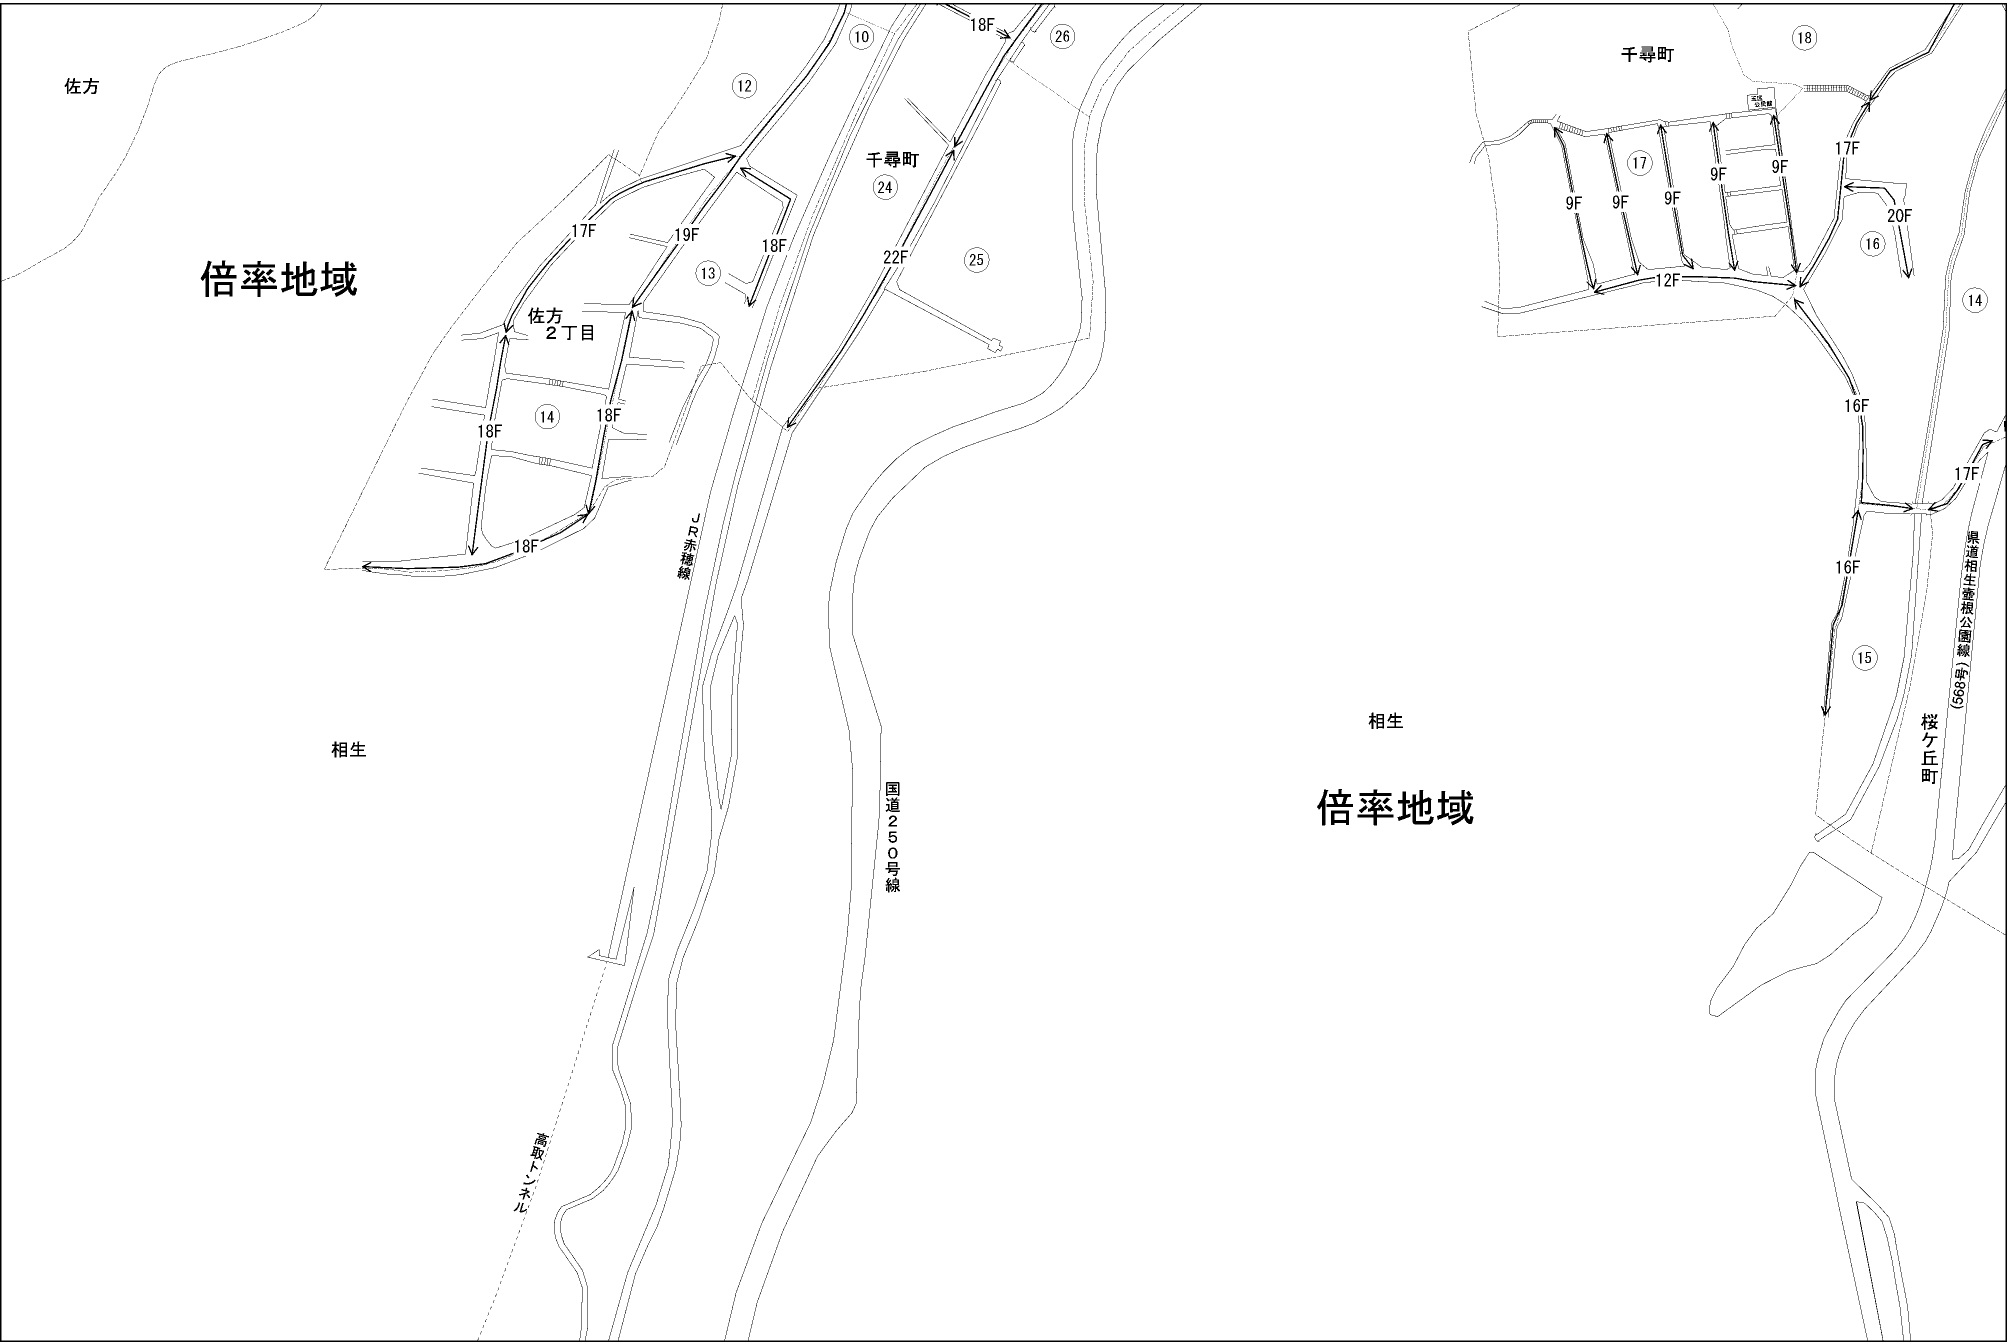 18F
⑩
㉖
⑱
千尋町
佐方
⑫
17F
⑰
9F
9F
9F
9F
9F
千尋町
㉔
20F
⑯
17F
19F
18F
⑬
22F
㉕
倍率地域
12F
⑭
佐方
２丁目
18F
⑭
18F
16F
17F
18F
ＪＲ赤穂線
16F
県道相生壷根公園線(568号)
⑮
相生
桜ケ丘町
相生
国道２５０号線
倍率地域
高取トンネル